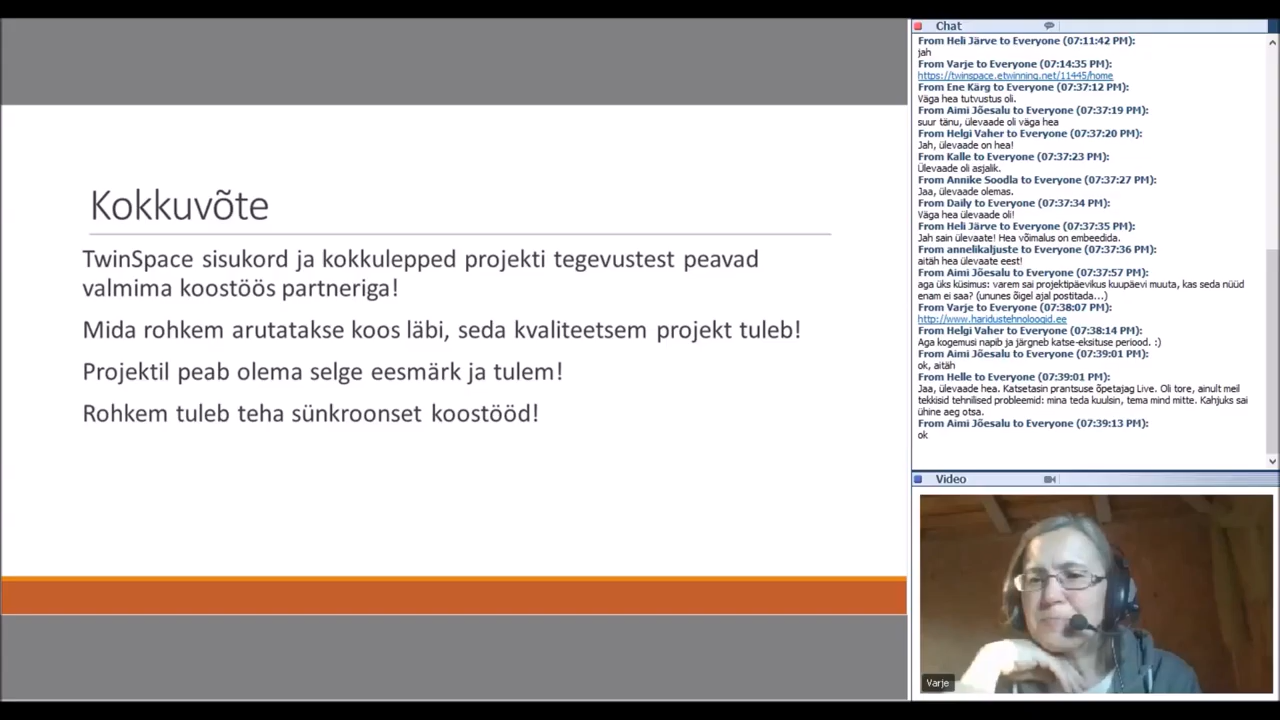 Kokkuvõte
TwinSpace sisukord ja kokkulepped projekti tegevustest peavad
valmima koostöös partneriga!
Mida rohkem arutatakse koos läbi, seda kvaliteetsem projekt tuleb!
Projektil peab olema selge eesmärk ja tulem!
Rohkem tuleb teha sünkroonset koostööd!
Chat
From Heli Järve to Everyone (07:11:42 PM):
jah
From Varje to Everyone (07:14:35 PM):
https://twinspace.etwinning.net/11445/home
From Ene Kärg to Everyone (07:37:12 PM):
Väga hea tutvustus oli.
From Aimi Jõesalu to Everyone (07:37:19 PM):
suur tänu, ülevaade oli väga hea
From Helgi Vaher to Everyone (07:37:20 PM):
Jah, ülevaade on hea!
From Kalle to Everyone (07:37:23 PM):
Ülevaade oli asjalik.
From Annike Soodla to Everyone (07:37:27 PM):
Jaa, ülevaade olemas.
From Daily to Everyone (07:37:34 PM):
Väga hea ülevaade oli!
From Heli Järve to Everyone (07:37:35 PM):
Jah sain ülevaate! Hea võimalus on embeedida.
From annelikaljuste to Everyone (07:37:36 PM):
aitäh hea ülevaate eest!
From Aimi Jõesalu to Everyone (07:37:57 PM):
aga üks küsimus: varem sai projektipäevikus kuupäevi muuta, kas seda nüüd
enam ei saa? (ununes õigel ajal postitada...)
From Varje to Everyone (07:38:07 PM):
http://www.haridustehnoloogid.ee
From Helgi Vaher to Everyone (07:38:14 PM):
Aga kogemusi napib ja järgneb katse-eksituse periood. :)
From Aimi Jõesalu to Everyone (07:39:01 PM):
ok, aitäh
From Helle to Everyone (07:39:01 PM):
Jaa, ülevaade hea. Katsetasin prantsuse õpetajag Live. Oli tore, ainult meil
tekkisid tehnilised probleemid: mina teda kuulsin, tema mind mitte. Kahjuks sai
ühine aeg otsa.
From Aimi Jõesalu to Everyone (07:39:13 PM):
ok
Video
Varje